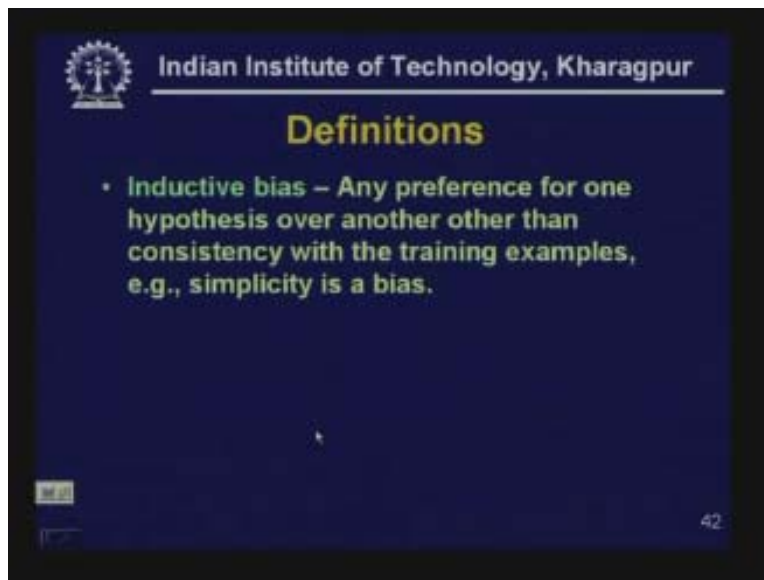 Indian Institute of Technology, Kharagpur
Definitions
• Inductive bias – Any preference for one
hypothesis over another other than
consistency with the training examples,
e.g., simplicity is a bias.
42